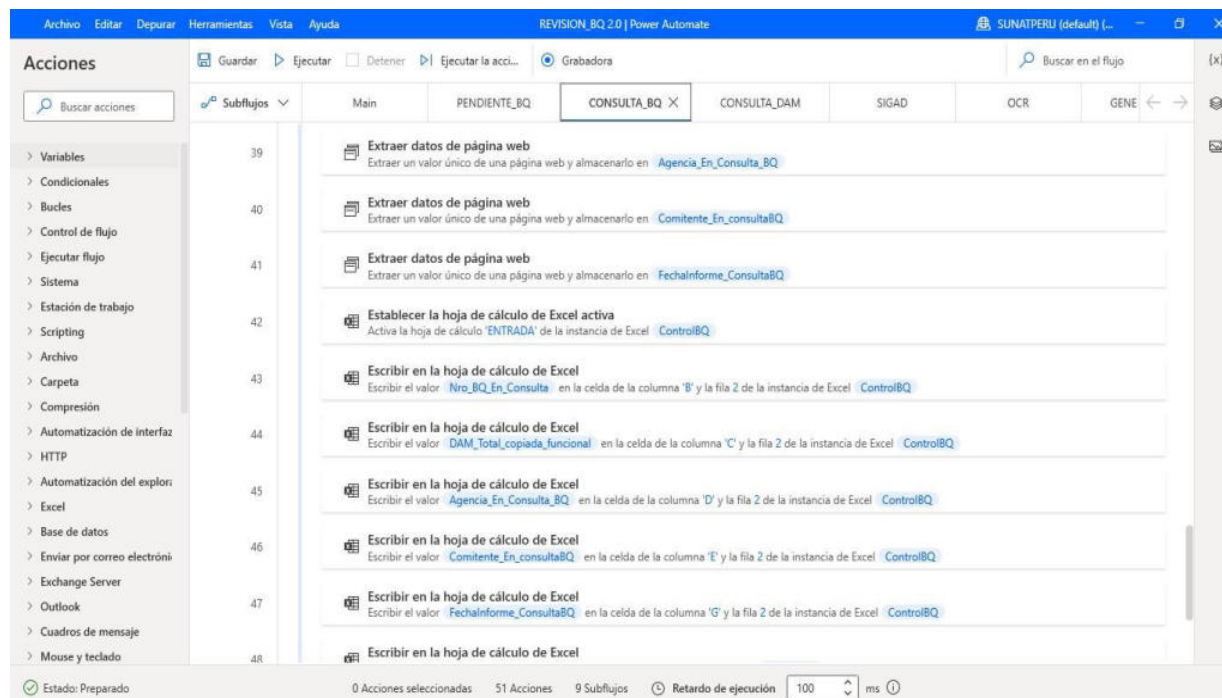 Archivo Editar Depurar Herramientas Vista Ayuda REVISION_BQ 2.0 | Power Automate SUNATPERU (default) (...
Acciones
Guardar Ejecutar Detener Ejecutar la acci... Grabadora Buscar en el flujo {x}
Buscar acciones
Subflujos Main PENDIENTE_BQ CONSULTA_BQ CONSULTA_DAM SIGAD OCR GENE
Variables
Condicionales
Bucles
Control de flujo
Ejecutar flujo
Sistema
Estación de trabajo
Scripting
Archivo
Carpeta
Compresión
Automatización de interfaz
HTTP
Automatización del explora
Excel
Base de datos
Enviar por correo electróni
Exchange Server
Outlook
Cuadros de mensaje
Mouse y teclado
39 Extraer datos de página web
Extraer un valor único de una página web y almacenarlo en Agencia_En_Consulta_BQ
40 Extraer datos de página web
Extraer un valor único de una página web y almacenarlo en Comitente_En_consultaBQ
41 Extraer datos de página web
Extraer un valor único de una página web y almacenarlo en FechaInforme_ConsultaBQ
42 Establecer la hoja de cálculo de Excel activa
Activa la hoja de cálculo 'ENTRADA' de la instancia de Excel ControlBQ
43 Escribir en la hoja de cálculo de Excel
Escribir el valor Nro_BQ_En_Consulta en la celda de la columna 'B' y la fila 2 de la instancia de Excel ControlBQ
44 Escribir en la hoja de cálculo de Excel
Escribir el valor DAM_Total_copiada_funcional en la celda de la columna 'C' y la fila 2 de la instancia de Excel ControlBQ
45 Escribir en la hoja de cálculo de Excel
Escribir el valor Agencia_En_Consulta_BQ en la celda de la columna 'D' y la fila 2 de la instancia de Excel ControlBQ
46 Escribir en la hoja de cálculo de Excel
Escribir el valor Comitente_En_consultaBQ en la celda de la columna 'E' y la fila 2 de la instancia de Excel ControlBQ
47 Escribir en la hoja de cálculo de Excel
Escribir el valor FechaInforme_ConsultaBQ en la celda de la columna 'G' y la fila 2 de la instancia de Excel ControlBQ
48 Escribir en la hoja de cálculo de Excel
Estado: Preparado 0 Acciones seleccionadas 51 Acciones 9 Subflujos Retardo de ejecución 100 ms